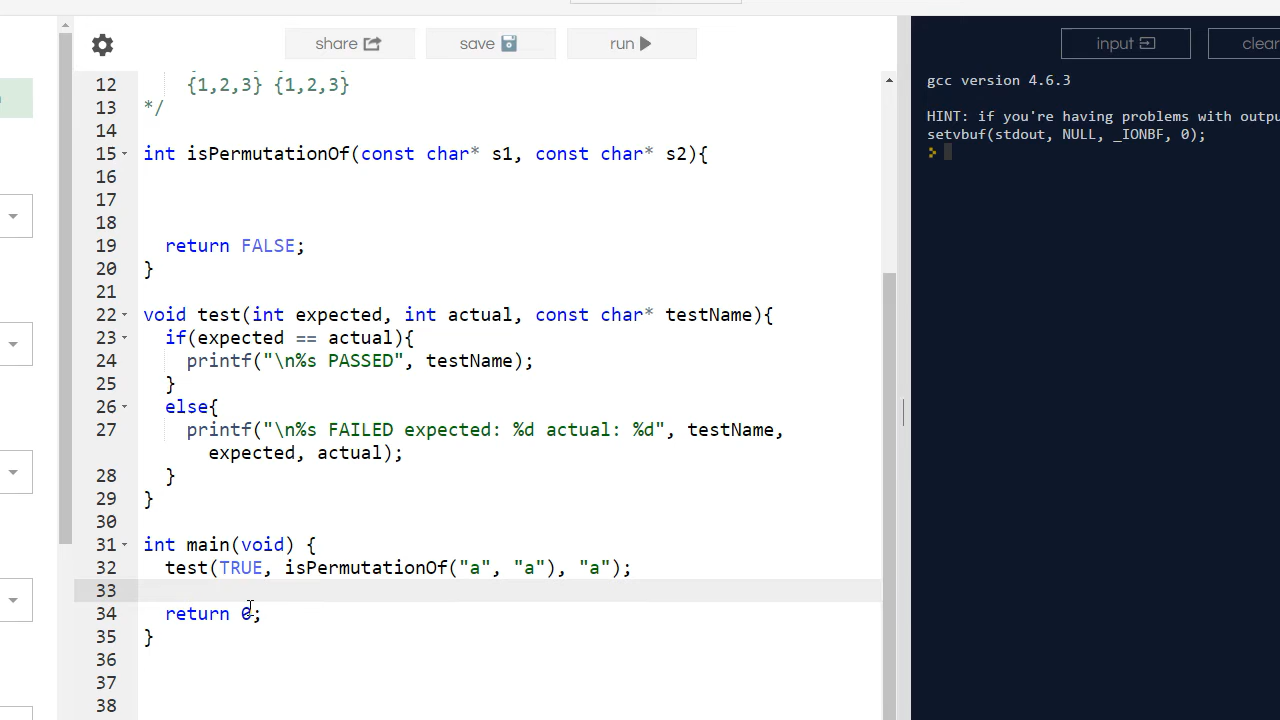 share save run input clear
12 {1,2,3} {1,2,3}
13 */
14
15 int isPermutationOf(const char* s1, const char* s2){
16
17
18
19 return FALSE;
20 }
21
22 void test(int expected, int actual, const char* testName){
23 if(expected == actual){
24 printf("\n%s PASSED", testName);
25 }
26 else{
27 printf("\n%s FAILED expected: %d actual: %d", testName,
expected, actual);
28 }
29 }
30
31 int main(void) {
32 test(TRUE, isPermutationOf("a", "a"), "a");
33
34 return 0;
35 }
36
37
38
gcc version 4.6.3
HINT: if you're having problems with outpu
setvbuf(stdout, NULL, _IONBF, 0);